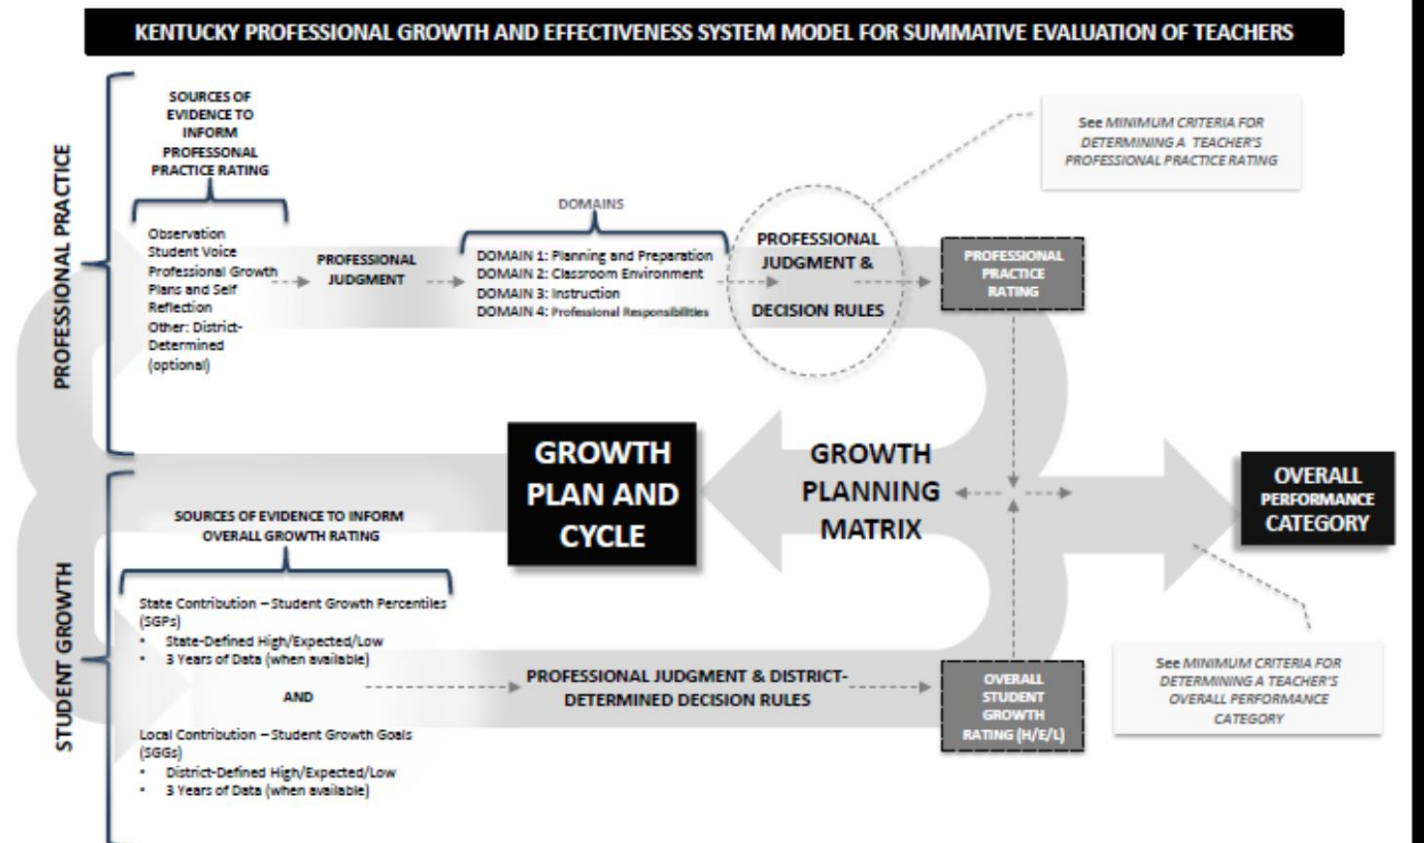 KENTUCKY PROFESSIONAL GROWTH AND EFFECTIVENESS SYSTEM MODEL FOR SUMMATIVE EVALUATION OF TEACHERS
PROFESSIONAL PRACTICE
SOURCES OF
EVIDENCE TO
INFORM
PROFESSIONAL
PRACTICE RATING
Observation
Student Voice
Professional Growth
Plans and Self
Reflection
Other: District-
Determined
(optional)
PROFESSIONAL
JUDGMENT
DOMAINS
DOMAIN 1: Planning and Preparation
DOMAIN 2: Classroom Environment
DOMAIN 3: Instruction
DOMAIN 4: Professional Responsibilities
PROFESSIONAL
JUDGMENT &
DECISION RULES
See MINIMUM CRITERIA FOR
DETERMINING A TEACHER'S
PROFESSIONAL PRACTICE RATING
PROFESSIONAL
PRACTICE
RATING
GROWTH
PLAN AND
CYCLE
GROWTH
PLANNING
MATRIX
OVERALL
PERFORMANCE
CATEGORY
STUDENT GROWTH
SOURCES OF EVIDENCE TO INFORM
OVERALL GROWTH RATING
State Contribution – Student Growth Percentiles
(SGPs)
• State-Defined High/Expected/Low
• 3 Years of Data (when available)
AND
Local Contribution – Student Growth Goals
(SGGs)
• District-Defined High/Expected/Low
• 3 Years of Data (when available)
PROFESSIONAL JUDGMENT & DISTRICT-
DETERMINED DECISION RULES
OVERALL
STUDENT
GROWTH
RATING (H/E/L)
See MINIMUM CRITERIA FOR
DETERMINING A TEACHER'S
OVERALL PERFORMANCE
CATEGORY